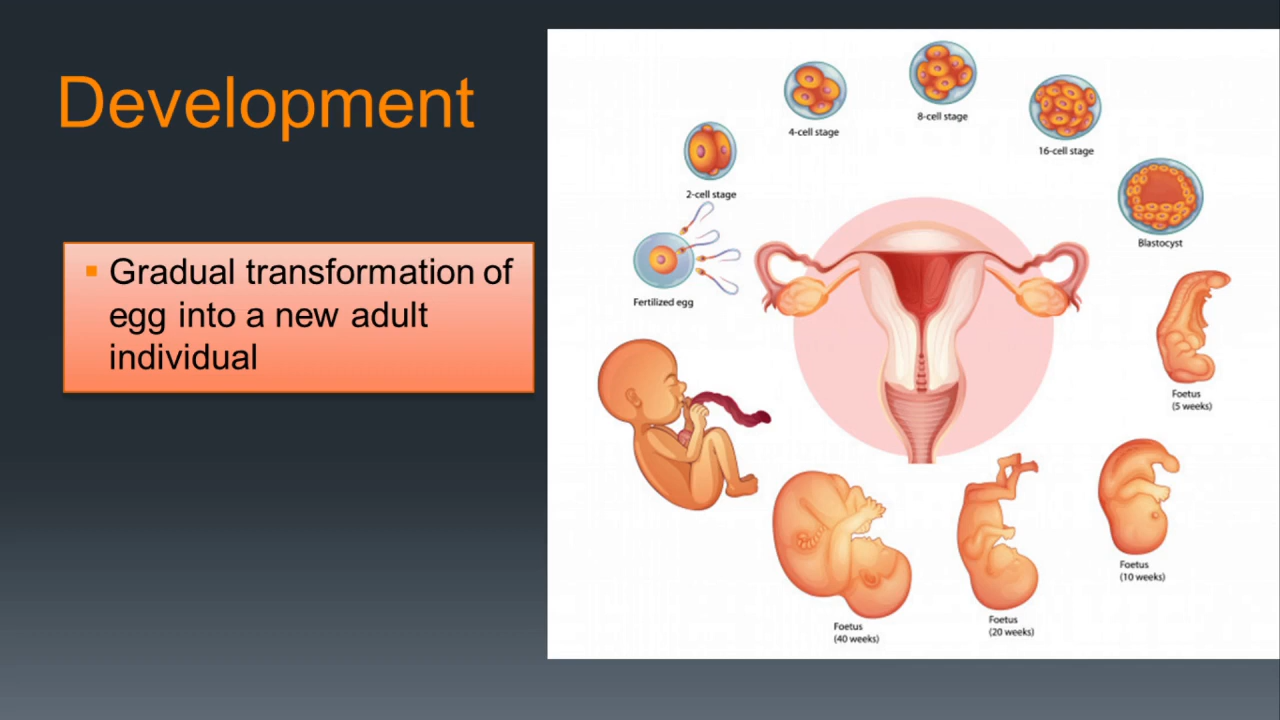 Development
▪ Gradual transformation of
egg into a new adult
individual
Fertilized egg
2-cell stage
4-cell stage
8-cell stage
16-cell stage
Blastocyst
Foetus
(5 weeks)
Foetus
(10 weeks)
Foetus
(20 weeks)
Foetus
(40 weeks)